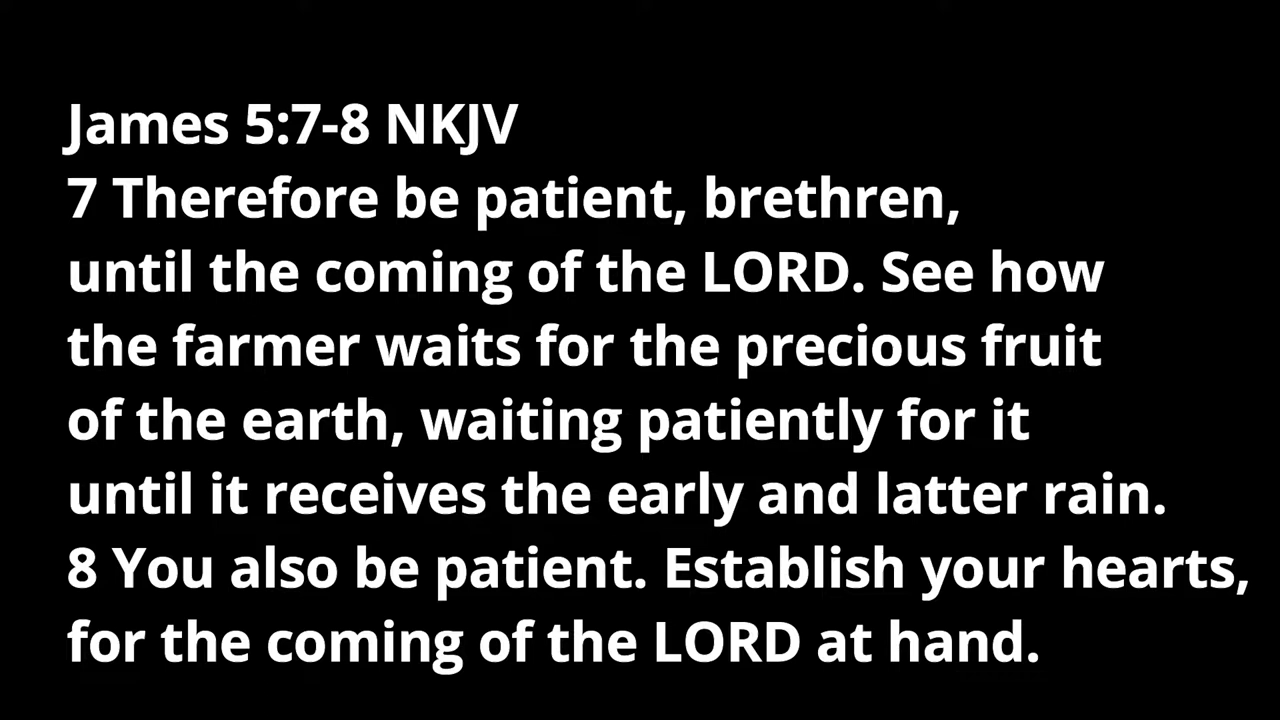 James 5:7-8 NKJV
7 Therefore be patient, brethren,
until the coming of the LORD. See how
the farmer waits for the precious fruit
of the earth, waiting patiently for it
until it receives the early and latter rain.
8 You also be patient. Establish your hearts,
for the coming of the LORD at hand.